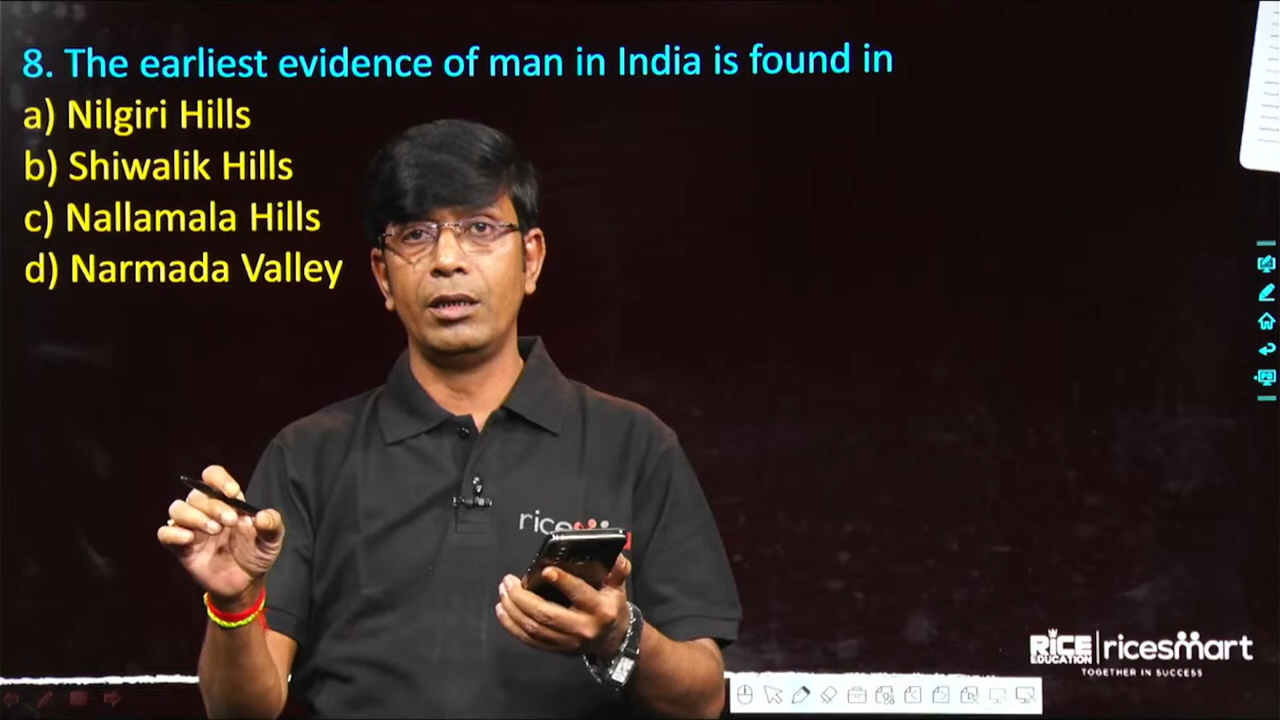 8. The earliest evidence of man in India is found in
a) Nilgiri Hills
b) Shiwalik Hills
c) Nallamala Hills
d) Narmada Valley
rice
RICE EDUCATION | ricesmart
TOGETHER IN SUCCESS